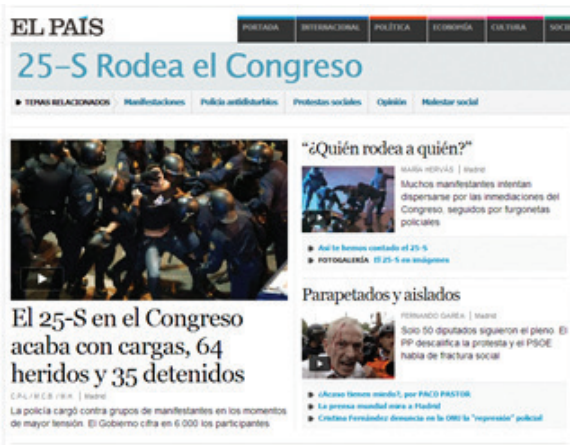 EL PAÍS
PORTADA INTERNACIONAL POLÍTICA ECONOMÍA CULTURA SOCIE
25-S Rodea el Congreso
TEMAS RELACIONADOS Manifestaciones Policía antidisturbios Protestas sociales Opinión Malestar social
El 25-S en el Congreso
acaba con cargas, 64
heridos y 35 detenidos
C.P.L. / M.C.B. / M.H. | Madrid
La policía cargó contra grupos de manifestantes en los momentos
de mayor tensión. El Gobierno cifra en 6.000 los participantes
“¿Quién rodea a quién?”
MARÍA HERVÁS | Madrid
Muchos manifestantes intentan
dispersarse por las inmediaciones del
Congreso, seguidos por furgonetas
policiales
Así te hemos contado el 25-S
FOTOGALERÍA El 25-S en imágenes
Parapetados y aislados
FERNANDO GAREA | Madrid
Solo 50 diputados siguieron el pleno. El
PP descalifica la protesta y el PSOE
habla de fractura social
¿Acaso tienen miedo?, por PACO PASTOR
La prensa mundial mira a Madrid
Cristina Fernández denuncia en la ONU la "represión" policial